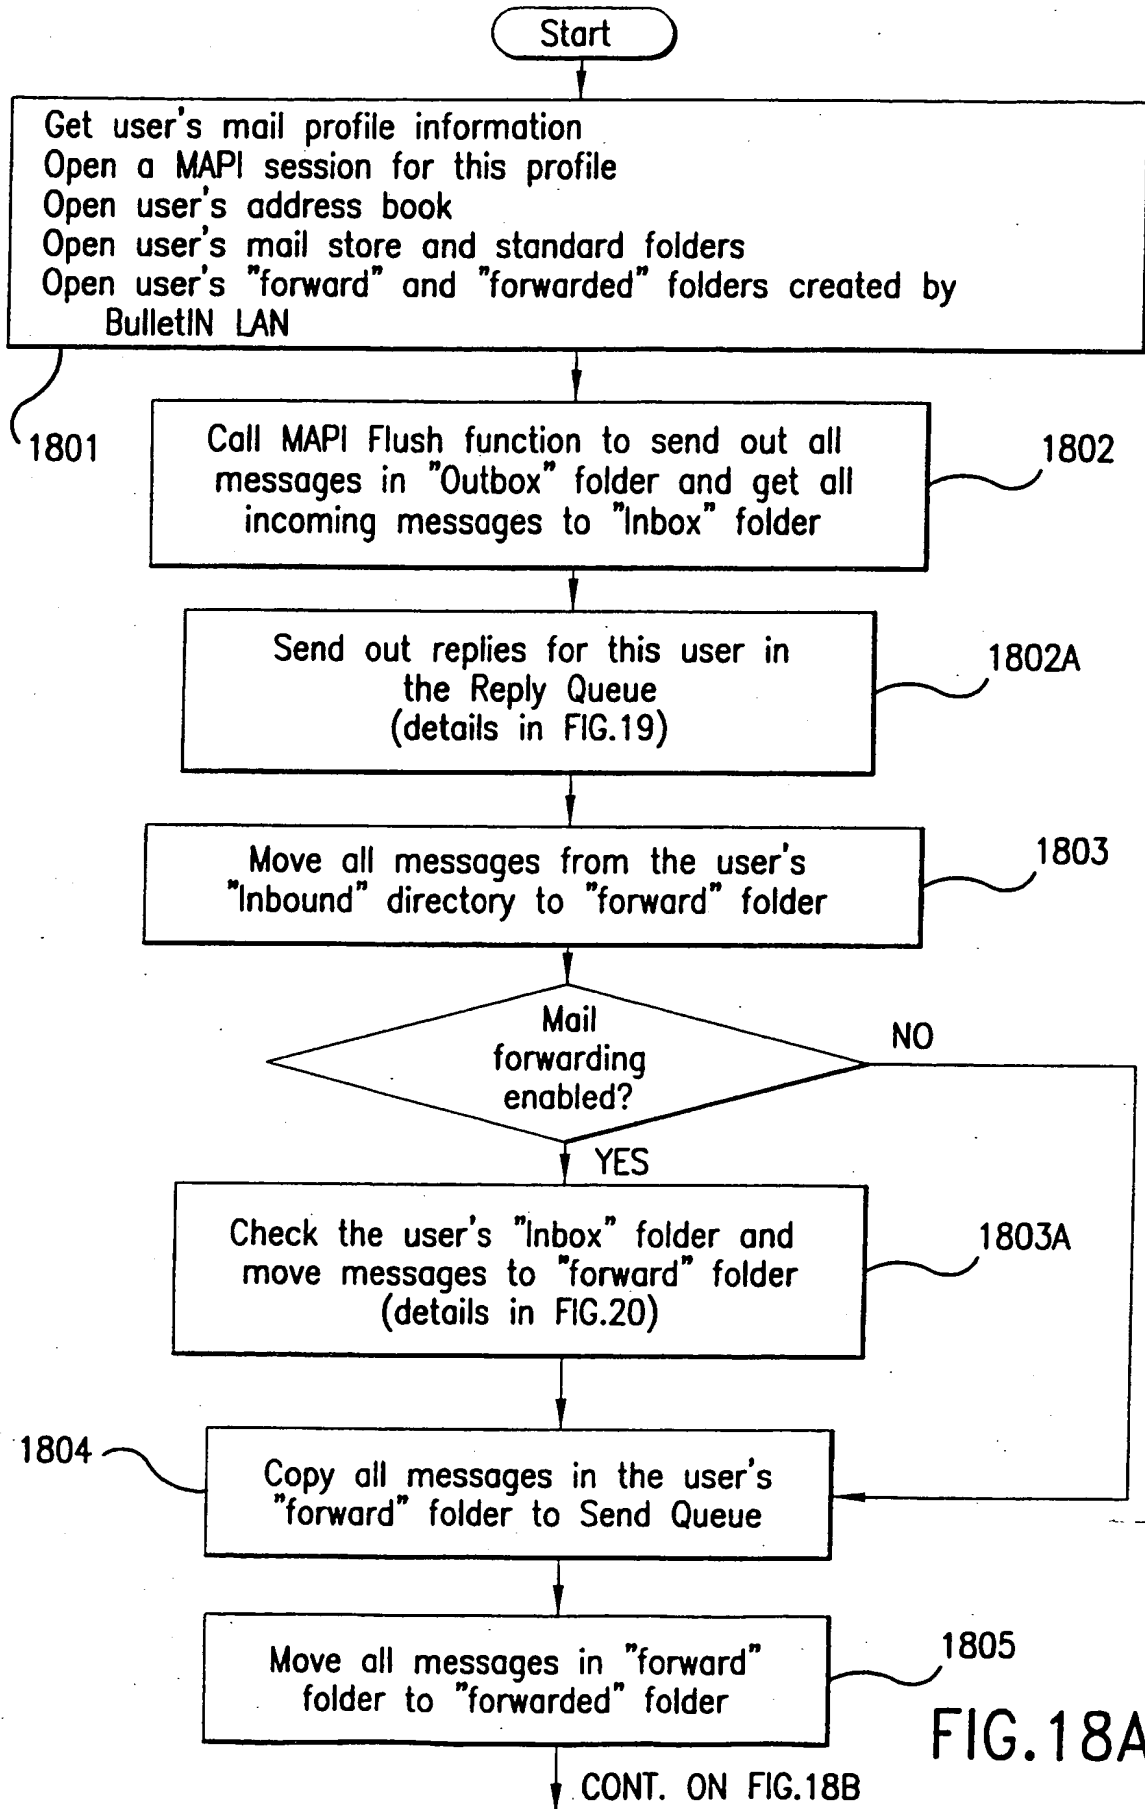 Start
Get user's mail profile information
Open a MAPI session for this profile
Open user's address book
Open user's mail store and standard folders
Open user's "forward" and "forwarded" folders created by
BulletIN LAN
1801
Call MAPI Flush function to send out all
messages in "Outbox" folder and get all
incoming messages to "Inbox" folder
1802
Send out replies for this user in
the Reply Queue
(details in FIG.19)
1802A
Move all messages from the user's
"Inbound" directory to "forward" folder
1803
Mail
forwarding
enabled?
NO
YES
Check the user's "Inbox" folder and
move messages to "forward" folder
(details in FIG.20)
1803A
1804
Copy all messages in the user's
"forward" folder to Send Queue
Move all messages in "forward"
folder to "forwarded" folder
1805
FIG.18A
CONT. ON FIG.18B